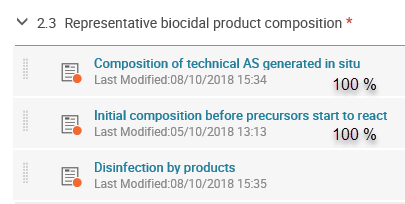 2.3 Representative biocidal product composition *
Composition of technical AS generated in situ
Last Modified:08/10/2018 15:34
100 %
Initial composition before precursors start to react
Last Modified:05/10/2018 13:13
100 %
Disinfection by products
Last Modified:08/10/2018 15:35